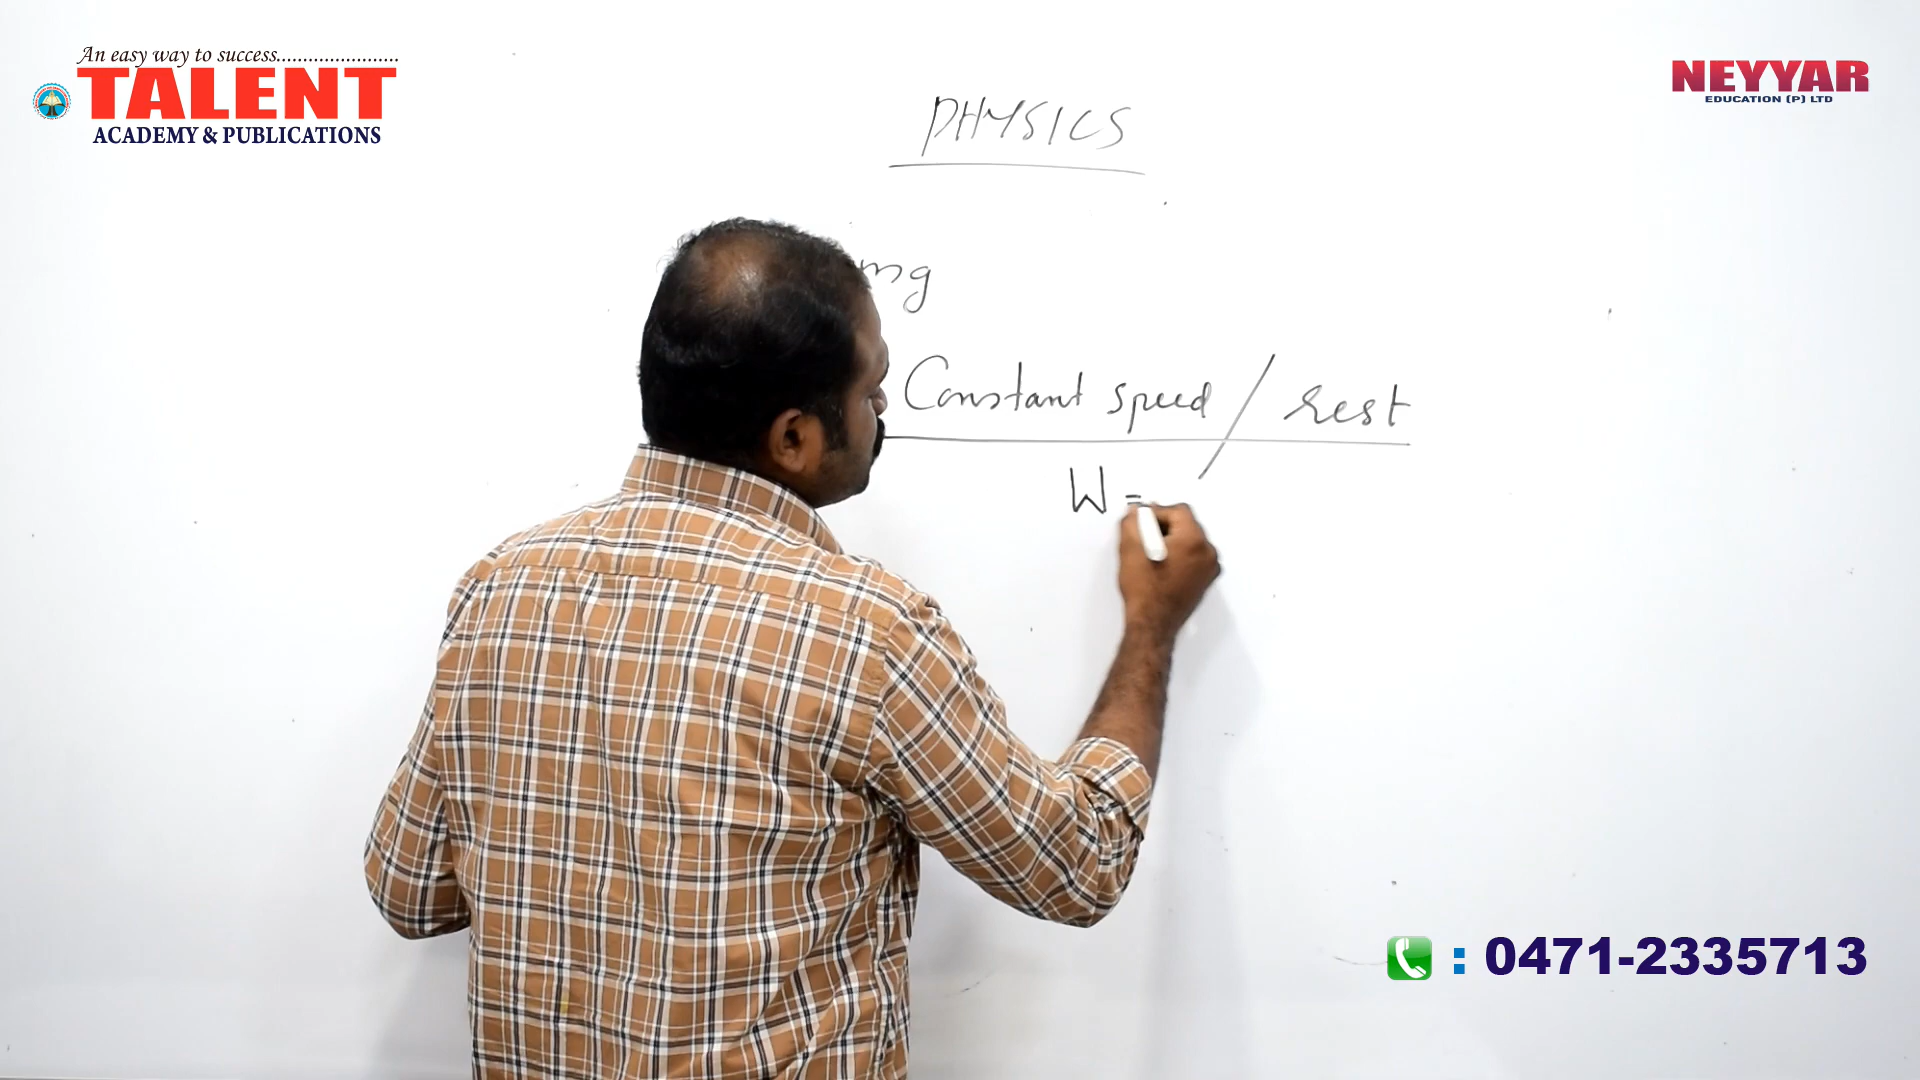 An easy way to success......................
TALENT
ACADEMY & PUBLICATIONS
NEYYAR
EDUCATION (P) LTD
PHYSICS
mg
Constant speed / rest
W =
: 0471-2335713